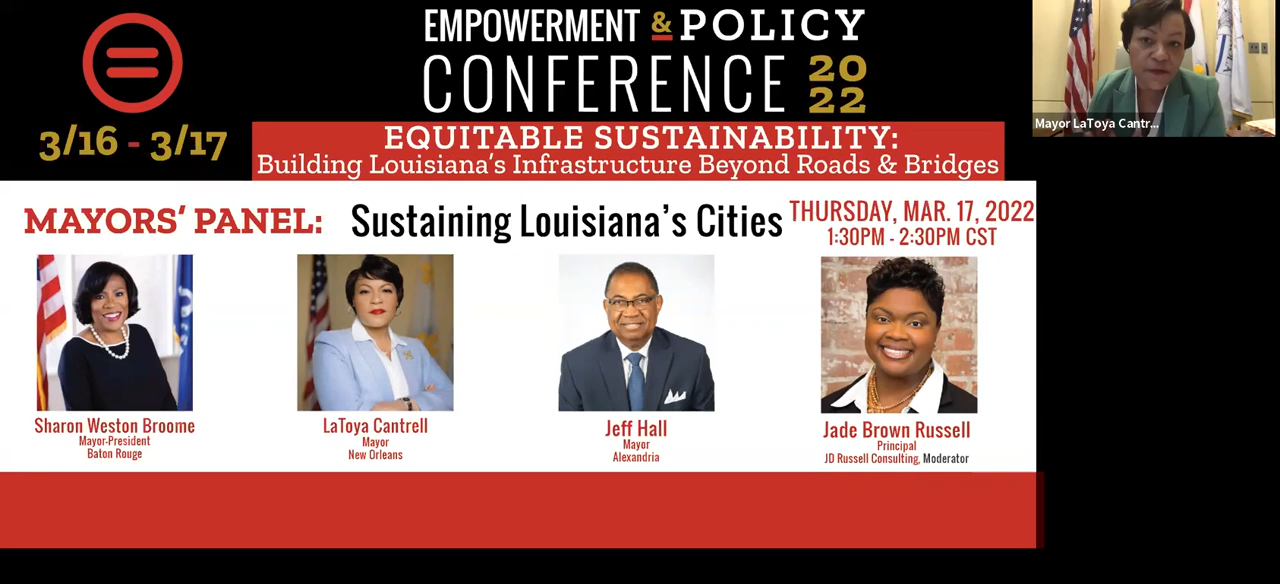 EMPOWERMENT & POLICY
CONFERENCE 20
22
3/16 - 3/17
EQUITABLE SUSTAINABILITY:
Building Louisiana's Infrastructure Beyond Roads & Bridges
Mayor LaToya Cantr...
MAYORS' PANEL: Sustaining Louisiana's Cities
THURSDAY, MAR. 17, 2022
1:30PM - 2:30PM CST
Sharon Weston Broome
Mayor-President
Baton Rouge
LaToya Cantrell
Mayor
New Orleans
Jeff Hall
Mayor
Alexandria
Jade Brown Russell
Principal
JD Russell Consulting, Moderator